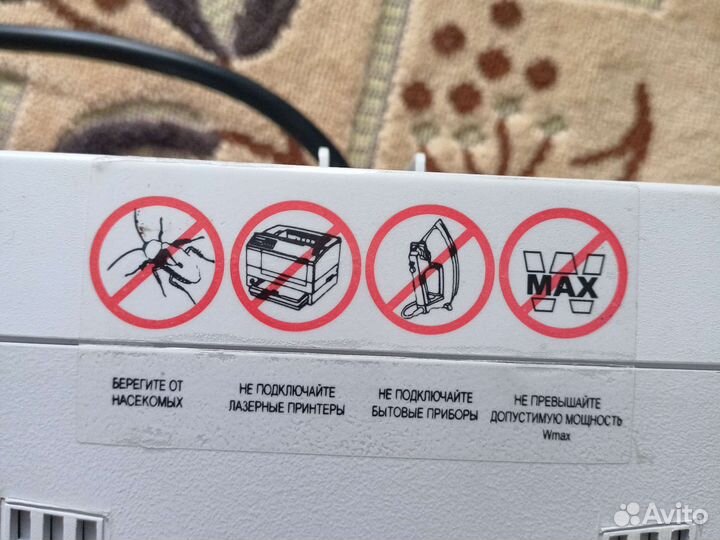 W
MAX
БЕРЕГИТЕ ОТ
НАСЕКОМЫХ
НЕ ПОДКЛЮЧАЙТЕ
ЛАЗЕРНЫЕ ПРИНТЕРЫ
НЕ ПОДКЛЮЧАЙТЕ
БЫТОВЫЕ ПРИБОРЫ
НЕ ПРЕВЫШАЙТЕ
ДОПУСТИМУЮ МОЩНОСТЬ
Wmax
Avito